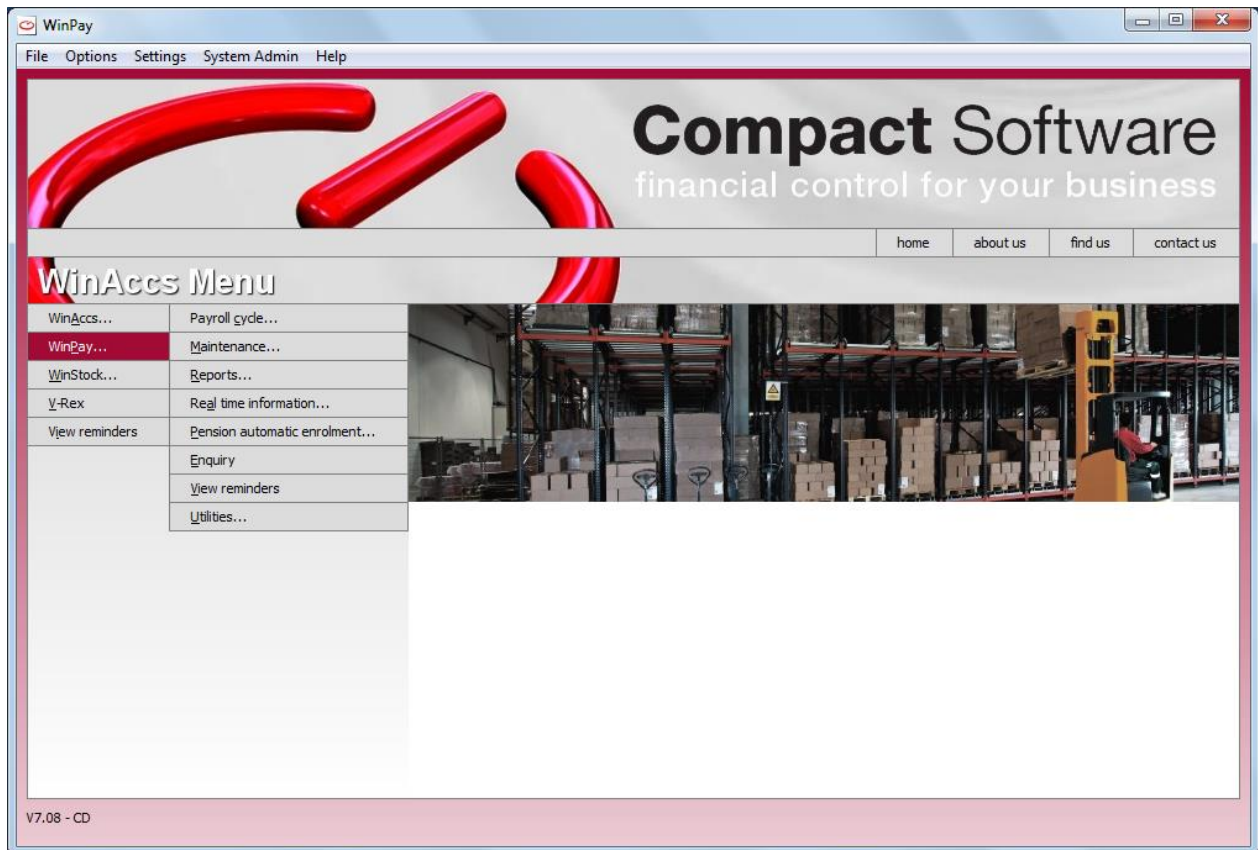 WinPay
File Options Settings System Admin Help
Compact Software
financial control for your business
home about us find us contact us
WinAccs Menu
WinAccs... Payroll cycle...
WinPay... Maintenance...
WinStock... Reports...
V-Rex Real time information...
View reminders Pension automatic enrolment...
Enquiry
View reminders
Utilities...
V7.08 - CD